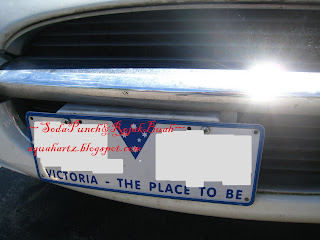 ~ SodaPunch&Rojak Buah ~
aquahartz.blogspot.com
VICTORIA - THE PLACE TO BE